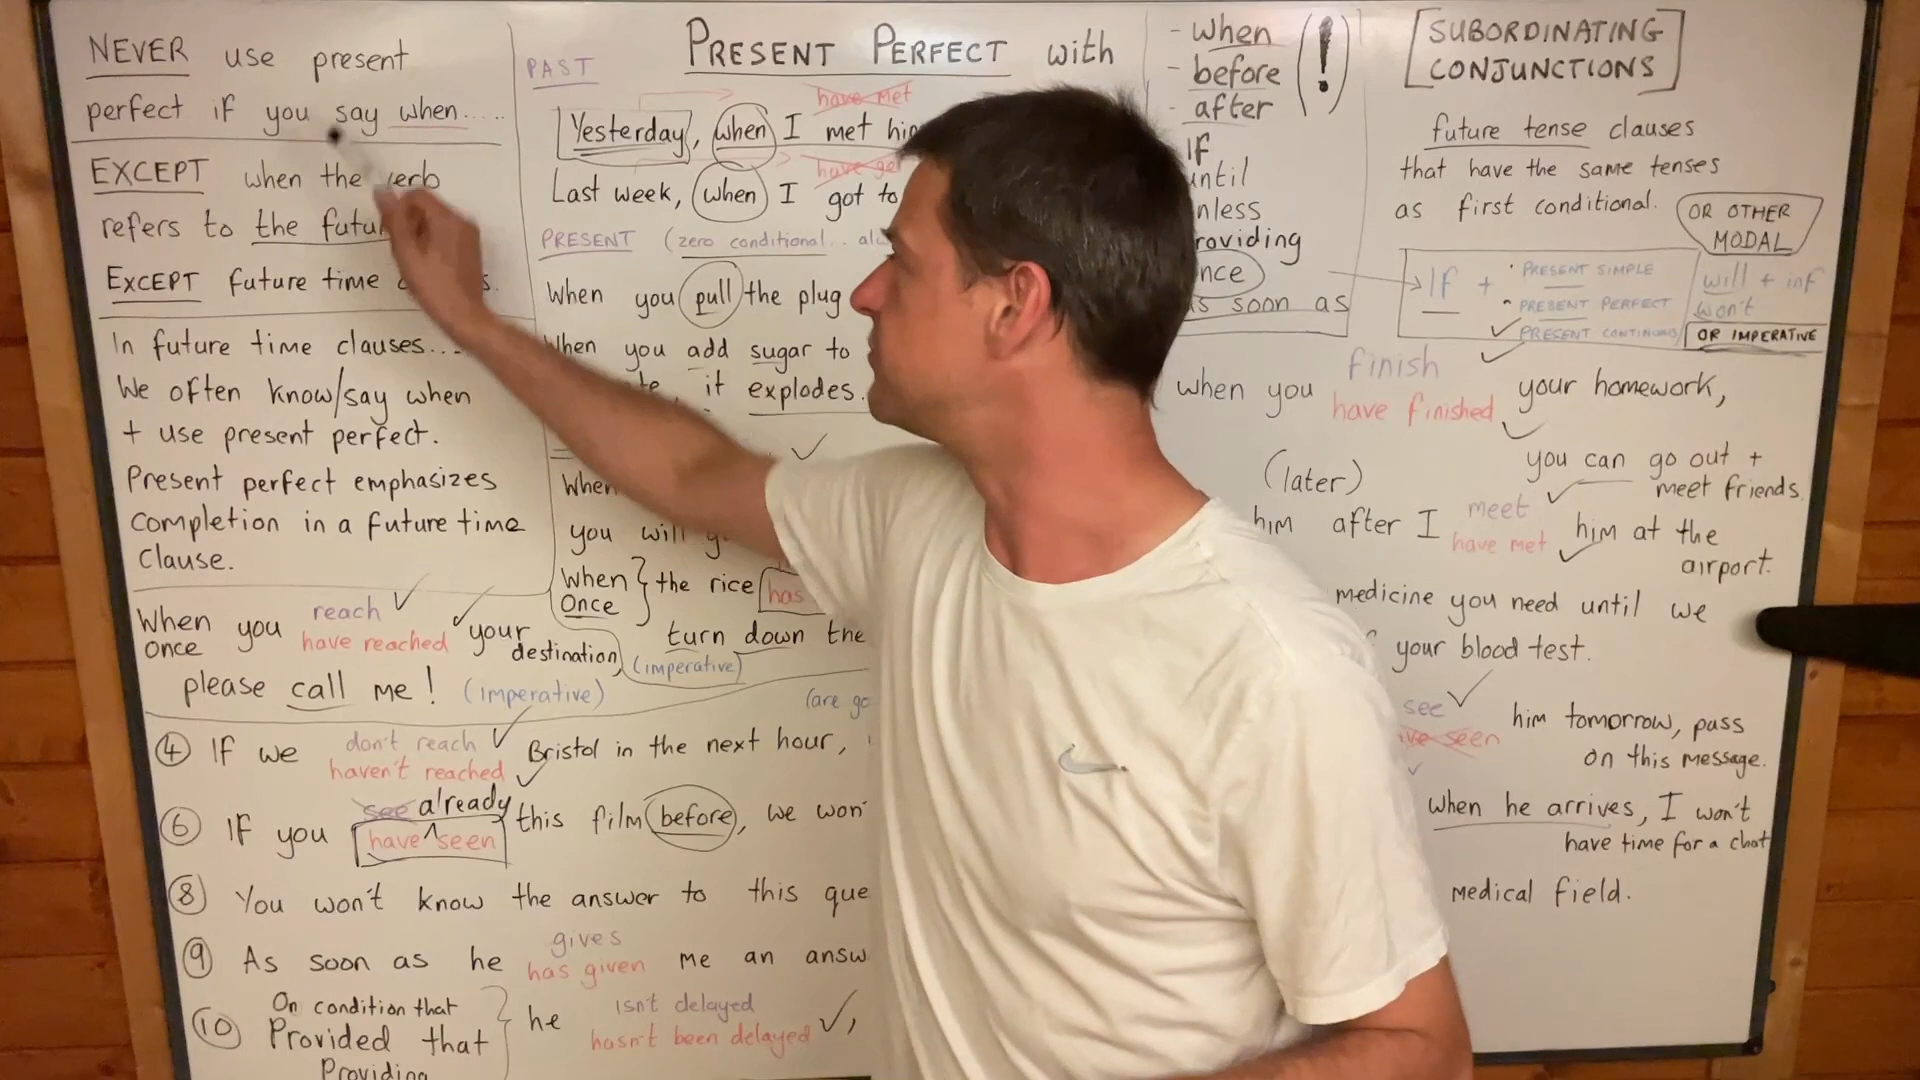 NEVER use present
perfect if you say when.....
EXCEPT when the verb
refers to the futu
EXCEPT future time
In future time clauses....
We often know/say when
+ use present perfect.
Present perfect emphasizes
completion in a future time
clause.
When you reach ✓
once have reached ✓ your
destination,
please call me! (imperative)
PRESENT PERFECT with
PAST
have met
Yesterday, when I met him
have got
Last week, when I got to
PRESENT (zero conditional..
When you pull the plug
When you add sugar to
it explodes.
✓
When
you will
When
Once } the rice has
turn down the
(imperative)
(are go
④ If we don't reach ✓ Bristol in the next hour,
haven't reached ✓
⑥ If you see already this film before, we won't
have ^ seen
⑧ You won't know the answer to this que
⑨ As soon as he gives me an answ
has given
⑩ On condition that
Provided that } he isn't delayed
hasn't been delayed ✓,
Providing
- when
- before
- after
If
until
unless
providing
once
as soon as
(!)
[SUBORDINATING
CONJUNCTIONS]
future tense clauses
that have the same tenses
as first conditional.
OR OTHER
MODAL
If + • PRESENT SIMPLE
• PRESENT PERFECT
✓ PRESENT CONTINUOUS
will + inf
won't
OR IMPERATIVE
when you finish ✓ your homework,
have finished ✓
you can go out +
meet friends.
(later)
him after I meet ✓ him at the
have met ✓ airport.
medicine you need until we
your blood test.
see ✓ him tomorrow, pass
have seen on this message.
✓
when he arrives, I won't
have time for a chat
medical field.